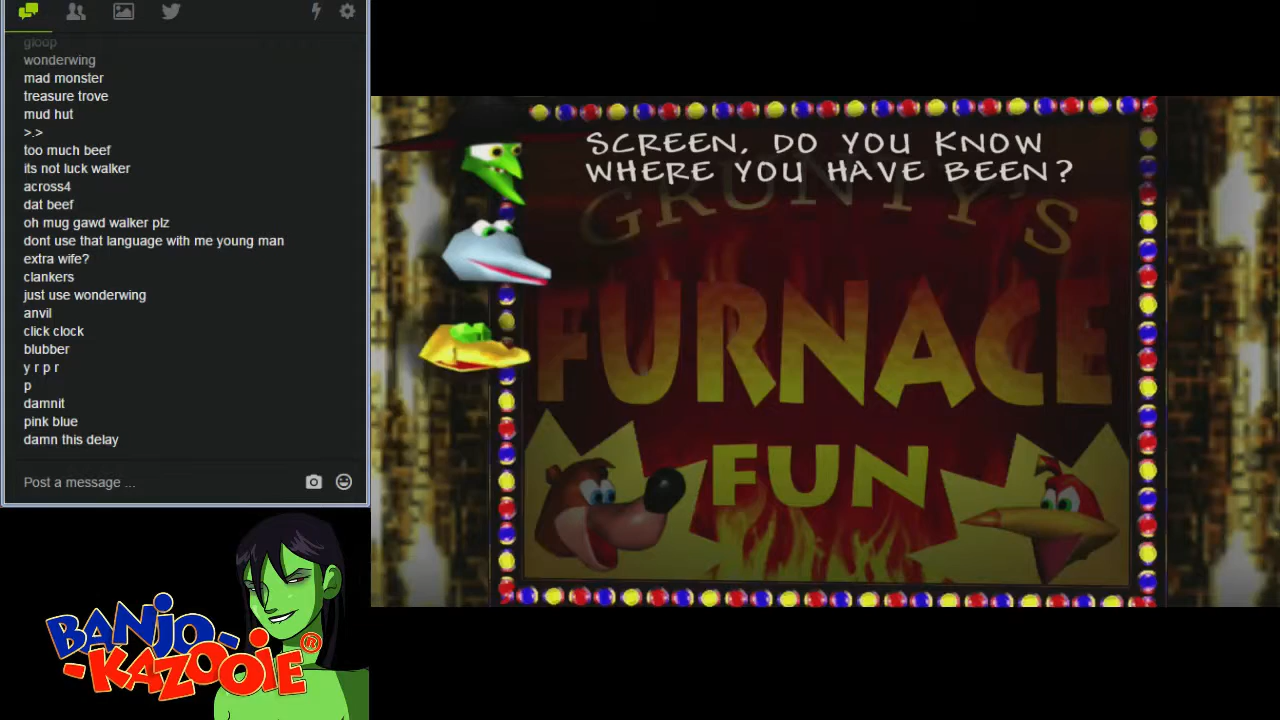 gloop
wonderwing
mad monster
treasure trove
mud hut
>.>
too much beef
its not luck walker
across4
dat beef
oh mug gawd walker plz
dont use that language with me young man
extra wife?
clankers
just use wonderwing
anvil
click clock
blubber
y r p r
p
damnit
pink blue
damn this delay
Post a message ...
BANJO
-KAZOOIE®
SCREEN, DO YOU KNOW
WHERE YOU HAVE BEEN?
GRUNTY'S
FURNACE
FUN